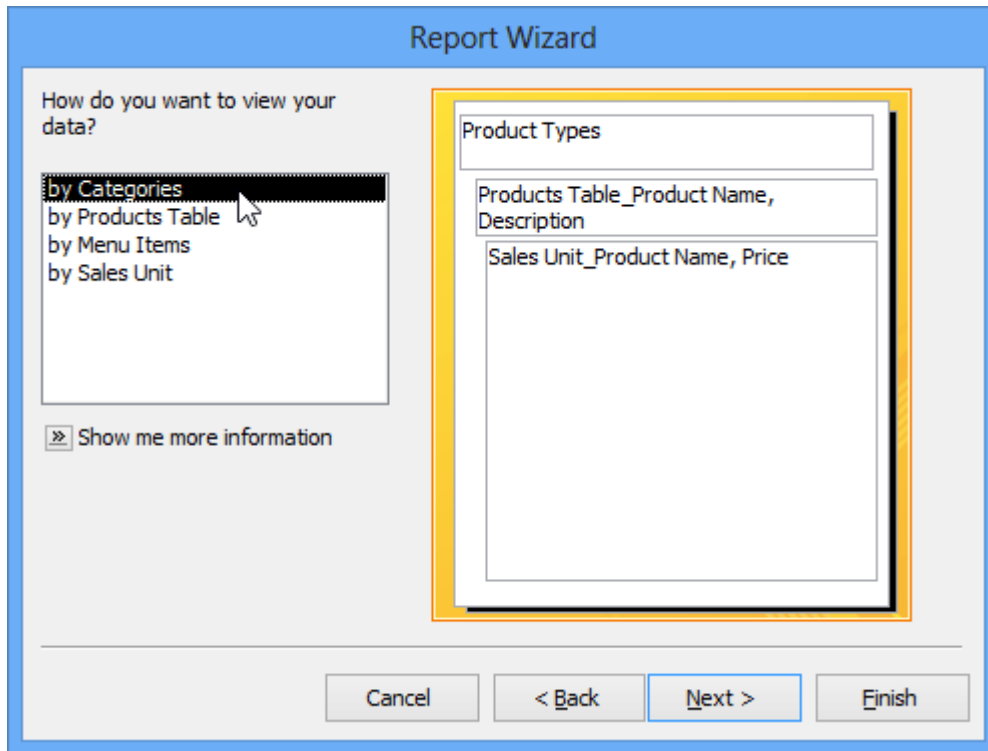 Report Wizard
How do you want to view your
data?
by Categories
by Products Table
by Menu Items
by Sales Unit
» Show me more information
Product Types
Products Table_Product Name,
Description
Sales Unit_Product Name, Price
Cancel
< Back
Next >
Finish